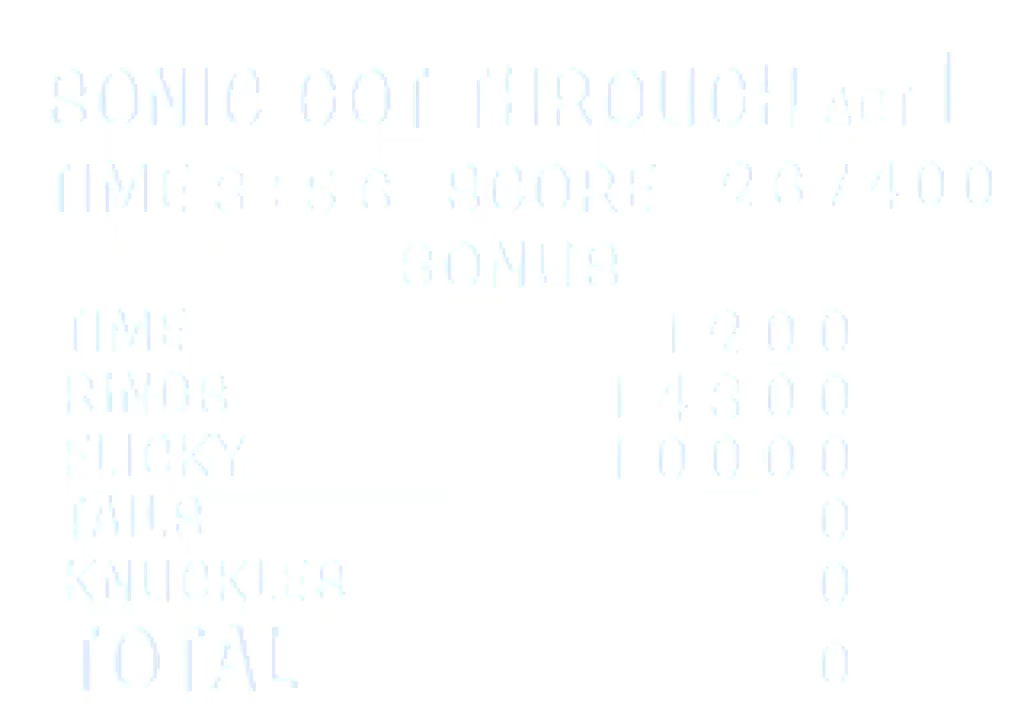 SONIC GOT THROUGH ACT 1
TIME 3:56 SCORE 267400
BONUS
TIME 1200
RINGS 14300
FLICKY 10000
TAILS 0
KNUCKLES 0
TOTAL 0